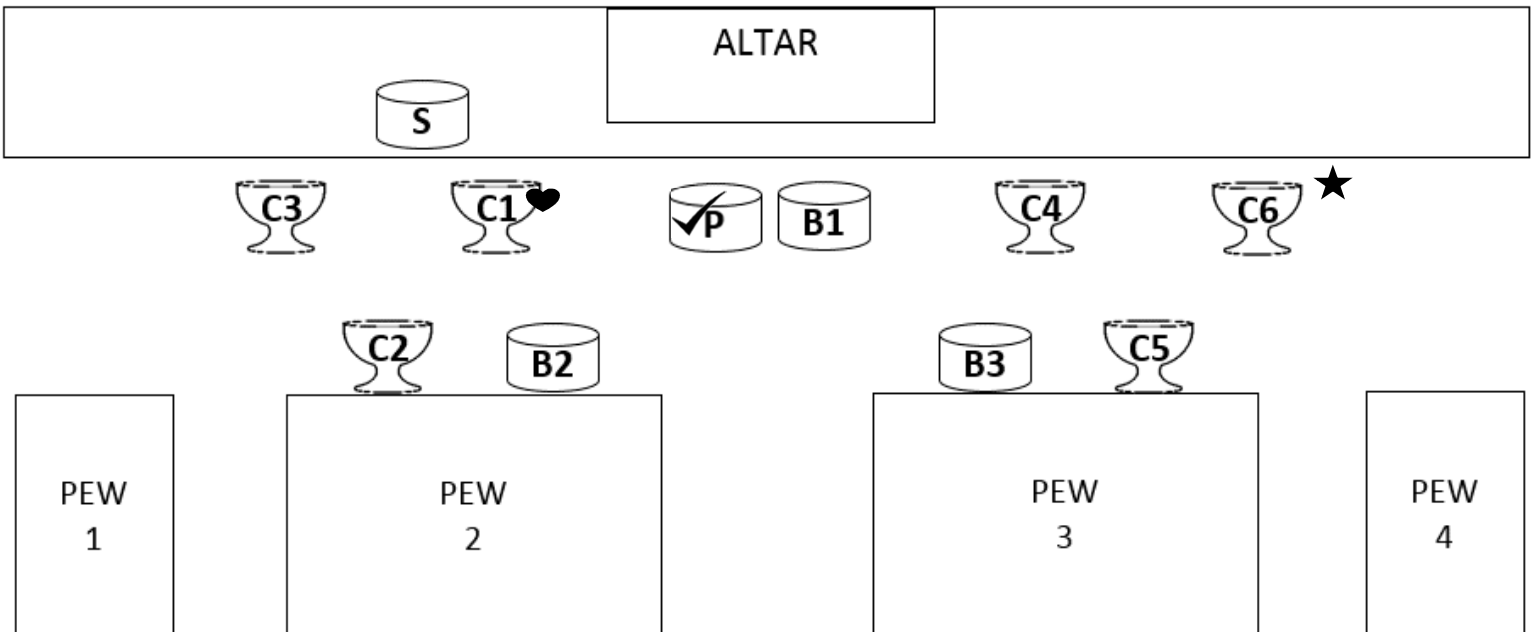 ALTAR
S
C3 C1 P B1 C4 C6
C2 B2 B3 C5
PEW
1
PEW
2
PEW
3
PEW
4